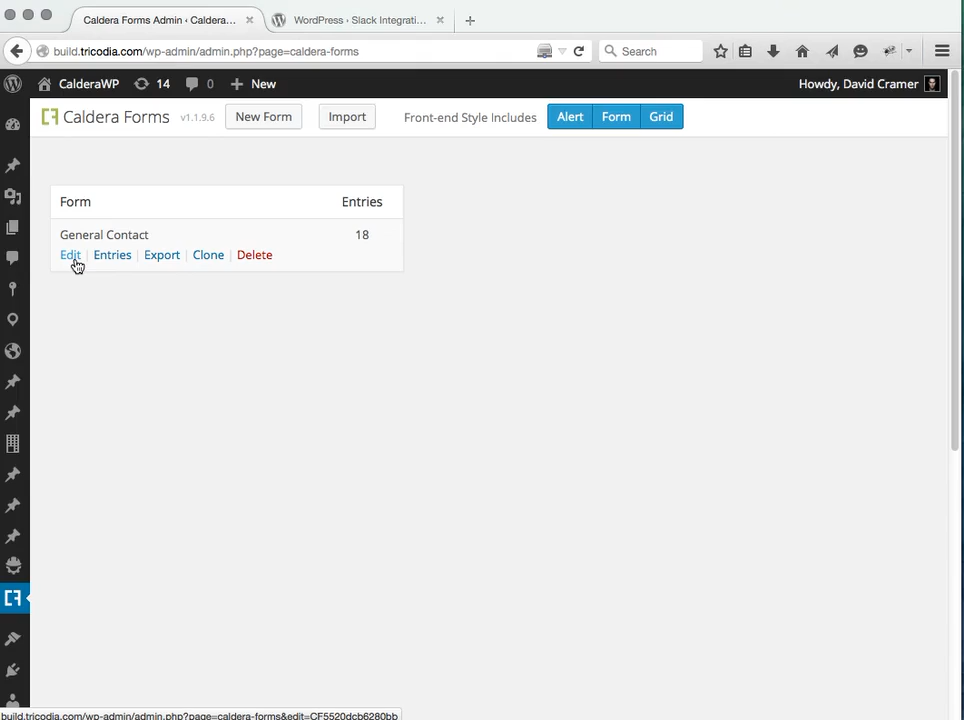 Caldera Forms Admin ‹ Caldera...
WordPress › Slack Integrati...
build.tricodia.com/wp-admin/admin.php?page=caldera-forms
Search
CalderaWP 14 0 New Howdy, David Cramer
Caldera Forms v1.1.9.6 New Form Import Front-end Style Includes Alert Form Grid
Form Entries
General Contact 18
Edit | Entries | Export | Clone | Delete
build.tricodia.com/wp-admin/admin.php?page=caldera-forms&edit=CF5520dcb6280bb